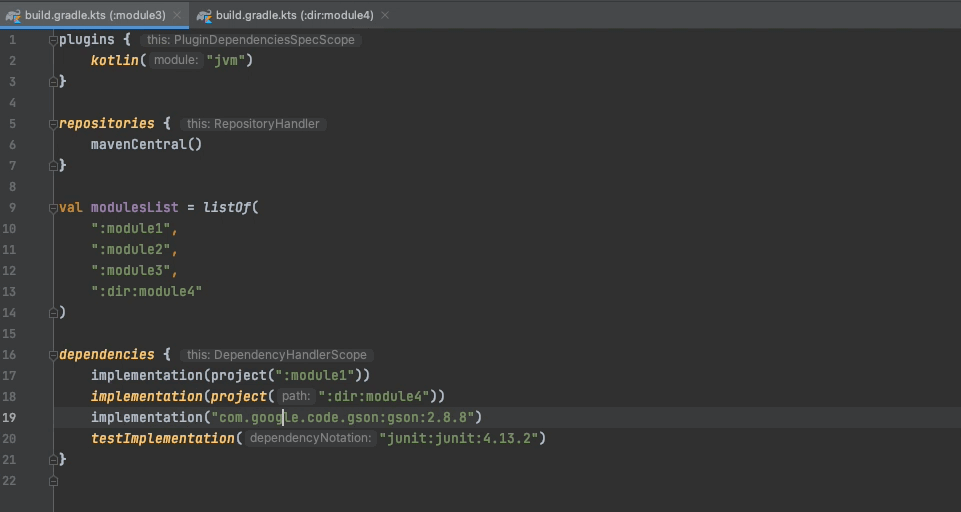 build.gradle.kts (:module3) build.gradle.kts (:dir:module4)
1 plugins { this: PluginDependenciesSpecScope
2     kotlin( module: "jvm")
3 }
4
5 repositories { this: RepositoryHandler
6     mavenCentral()
7 }
8
9 val modulesList = listOf(
10     ":module1",
11     ":module2",
12     ":module3",
13     ":dir:module4"
14 )
15
16 dependencies { this: DependencyHandlerScope
17     implementation(project(":module1"))
18     implementation(project( path: ":dir:module4"))
19     implementation("com.google.code.gson:gson:2.8.8")
20     testImplementation( dependencyNotation: "junit:junit:4.13.2")
21 }
22